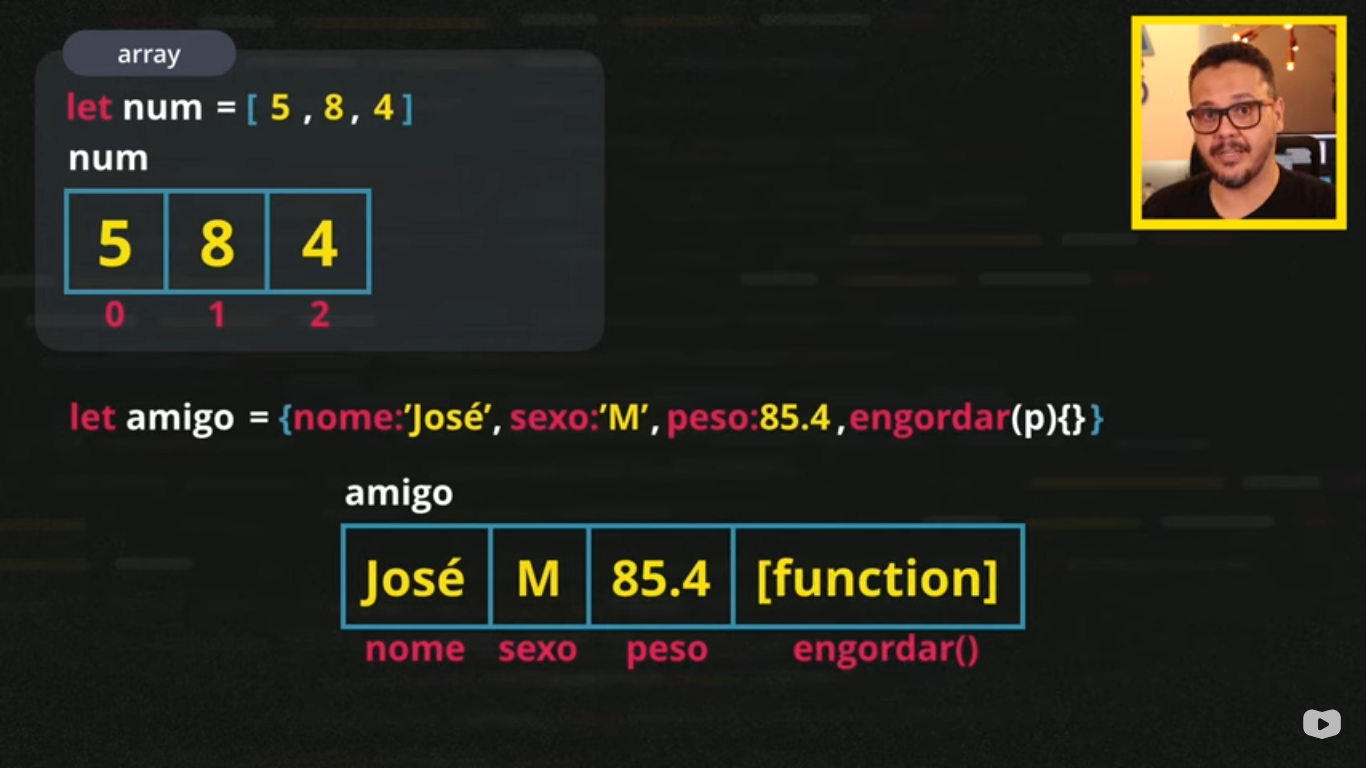 array
let num = [ 5 , 8 , 4 ]
num
5 8 4
0 1 2
let amigo = {nome:’José’, sexo:’M’, peso:85.4 ,engordar(p){} }
amigo
José M 85.4 [function]
nome sexo peso engordar()